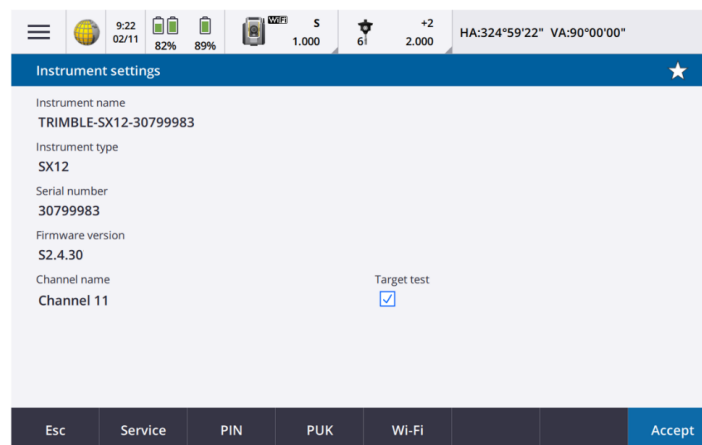 9:22
02/11
82%
89%
WiFi
S
1.000
6
+2
2.000
HA:324°59'22" VA:90°00'00"
Instrument settings
Instrument name
TRIMBLE-SX12-30799983
Instrument type
SX12
Serial number
30799983
Firmware version
S2.4.30
Channel name
Target test
Channel 11
Esc
Service
PIN
PUK
Wi-Fi
Accept